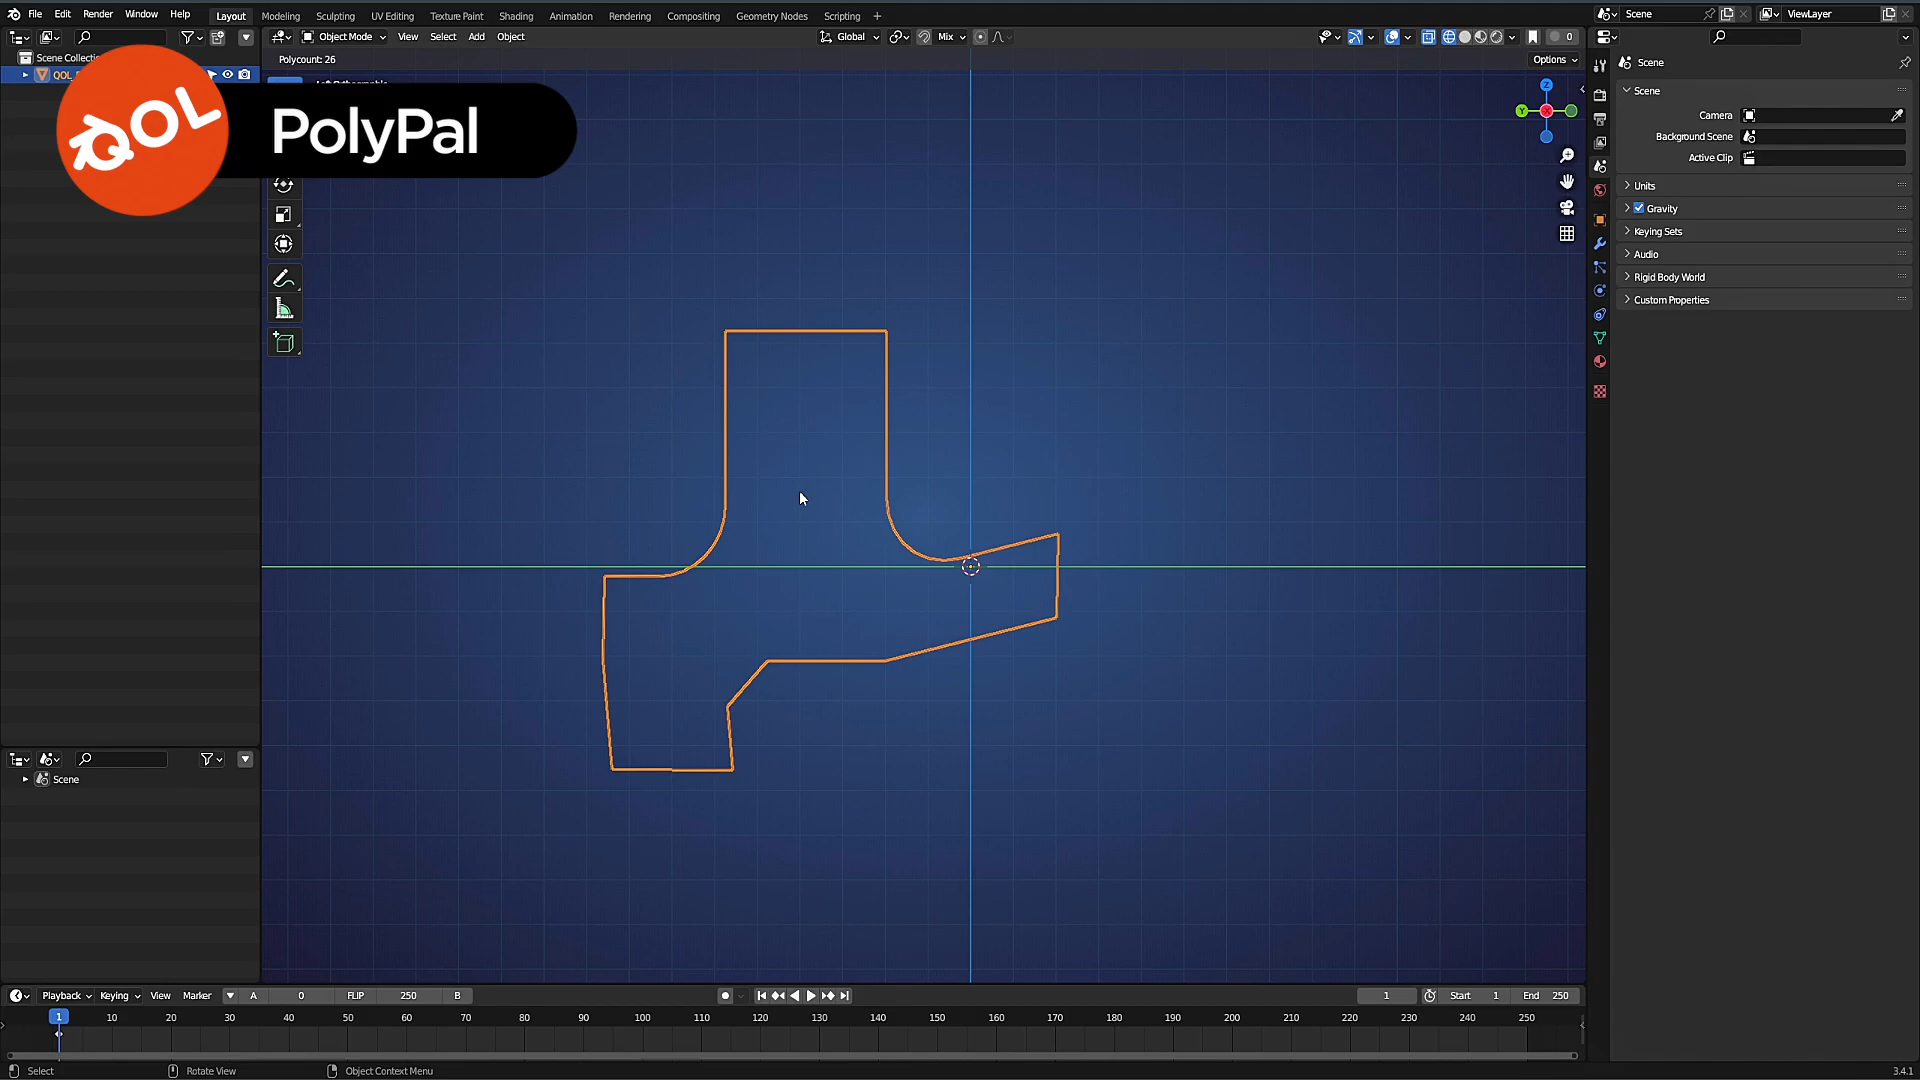 File Edit Render Window Help Layout Modeling Sculpting UV Editing Texture Paint Shading Animation Rendering Compositing Geometry Nodes Scripting + Scene ViewLayer
Object Mode View Select Add Object Global Mix 0
Scene Collectio Polycount: 26 Options
QOL Scene
QOL PolyPal
Z
Y X
Scene
Camera
Background Scene
Active Clip
Units
Gravity
Keying Sets
Audio
Rigid Body World
Custom Properties
Scene
Playback Keying View Marker A 0 FLIP 250 B 1 Start 1 End 250
1 10 20 30 40 50 60 70 80 90 100 110 120 130 140 150 160 170 180 190 200 210 220 230 240 250
Select Rotate View Object Context Menu 3.4.1